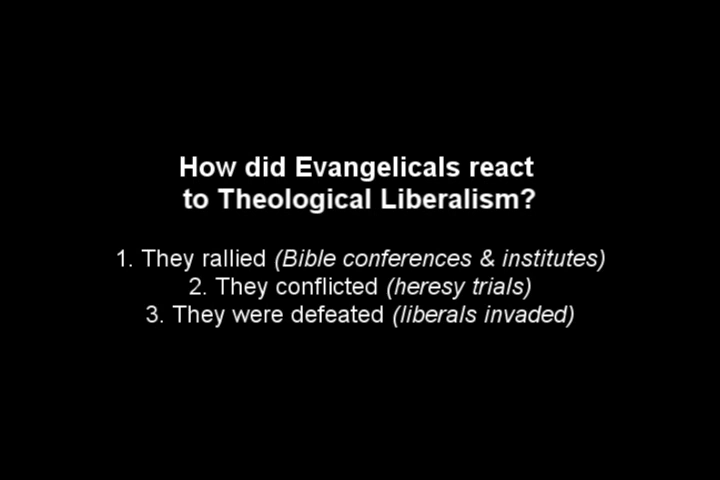 How did Evangelicals react
to Theological Liberalism?
1. They rallied (Bible conferences & institutes)
2. They conflicted (heresy trials)
3. They were defeated (liberals invaded)